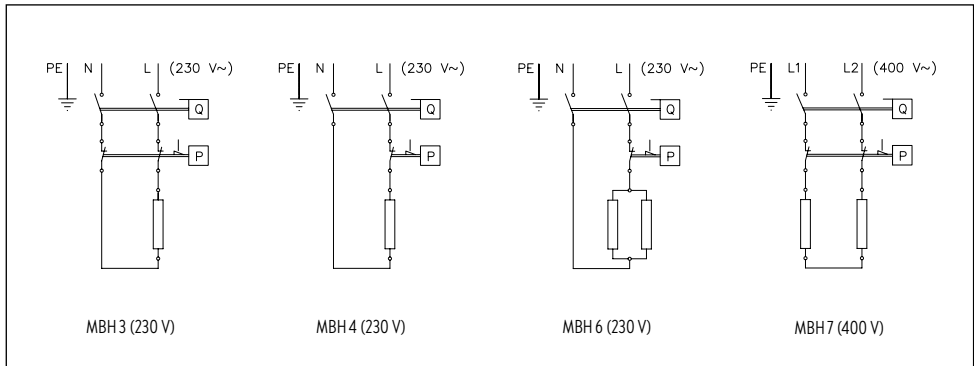 PE N L (230 V~)
Q
P
MBH 3 (230 V)
PE N L (230 V~)
Q
P
MBH 4 (230 V)
PE N L (230 V~)
Q
P
MBH 6 (230 V)
PE L1 L2 (400 V~)
Q
P
MBH 7 (400 V)